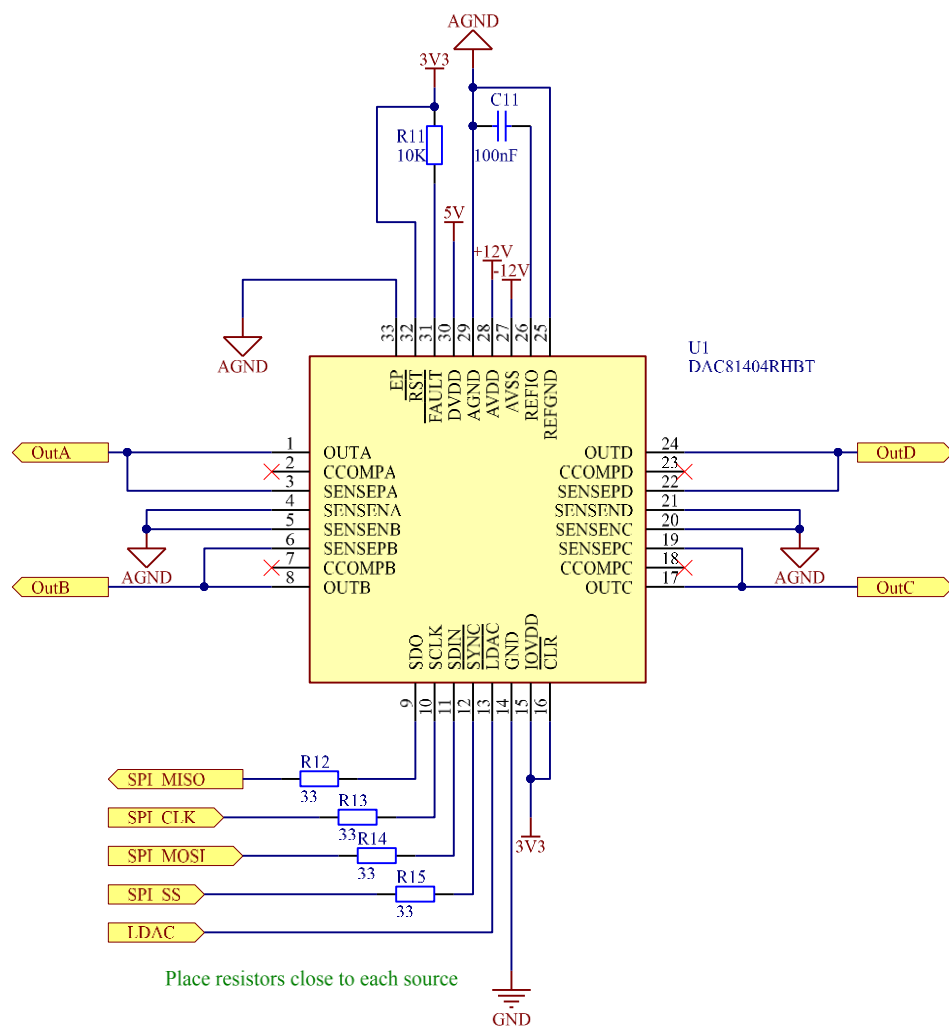 AGND
3V3
C11
R11
10K
100nF
5V
+12V
-12V
33
32
31
30
29
28
27
26
25
AGND
U1
DAC81404RHBT
EP
RST
FAULT
DVDD
AGND
AVDD
AVSS
REFIO
REFGND
OutA
1
OUTA
OUTD
24
OutD
2
CCOMPA
CCOMPD
23
3
SENSEPA
SENSEPD
22
4
SENSENA
SENSEND
21
5
SENSENB
SENSENC
20
6
SENSEPB
SENSEPC
19
AGND
AGND
7
CCOMPB
CCOMPC
18
OutB
8
OUTB
OUTC
17
OutC
SDO
SCLK
SDIN
SYNC
LDAC
GND
IOVDD
CLR
9
10
11
12
13
14
15
16
R12
SPI_MISO
33
R13
SPI_CLK
33
R14
SPI_MOSI
33
3V3
R15
SPI_SS
33
LDAC
Place resistors close to each source
GND